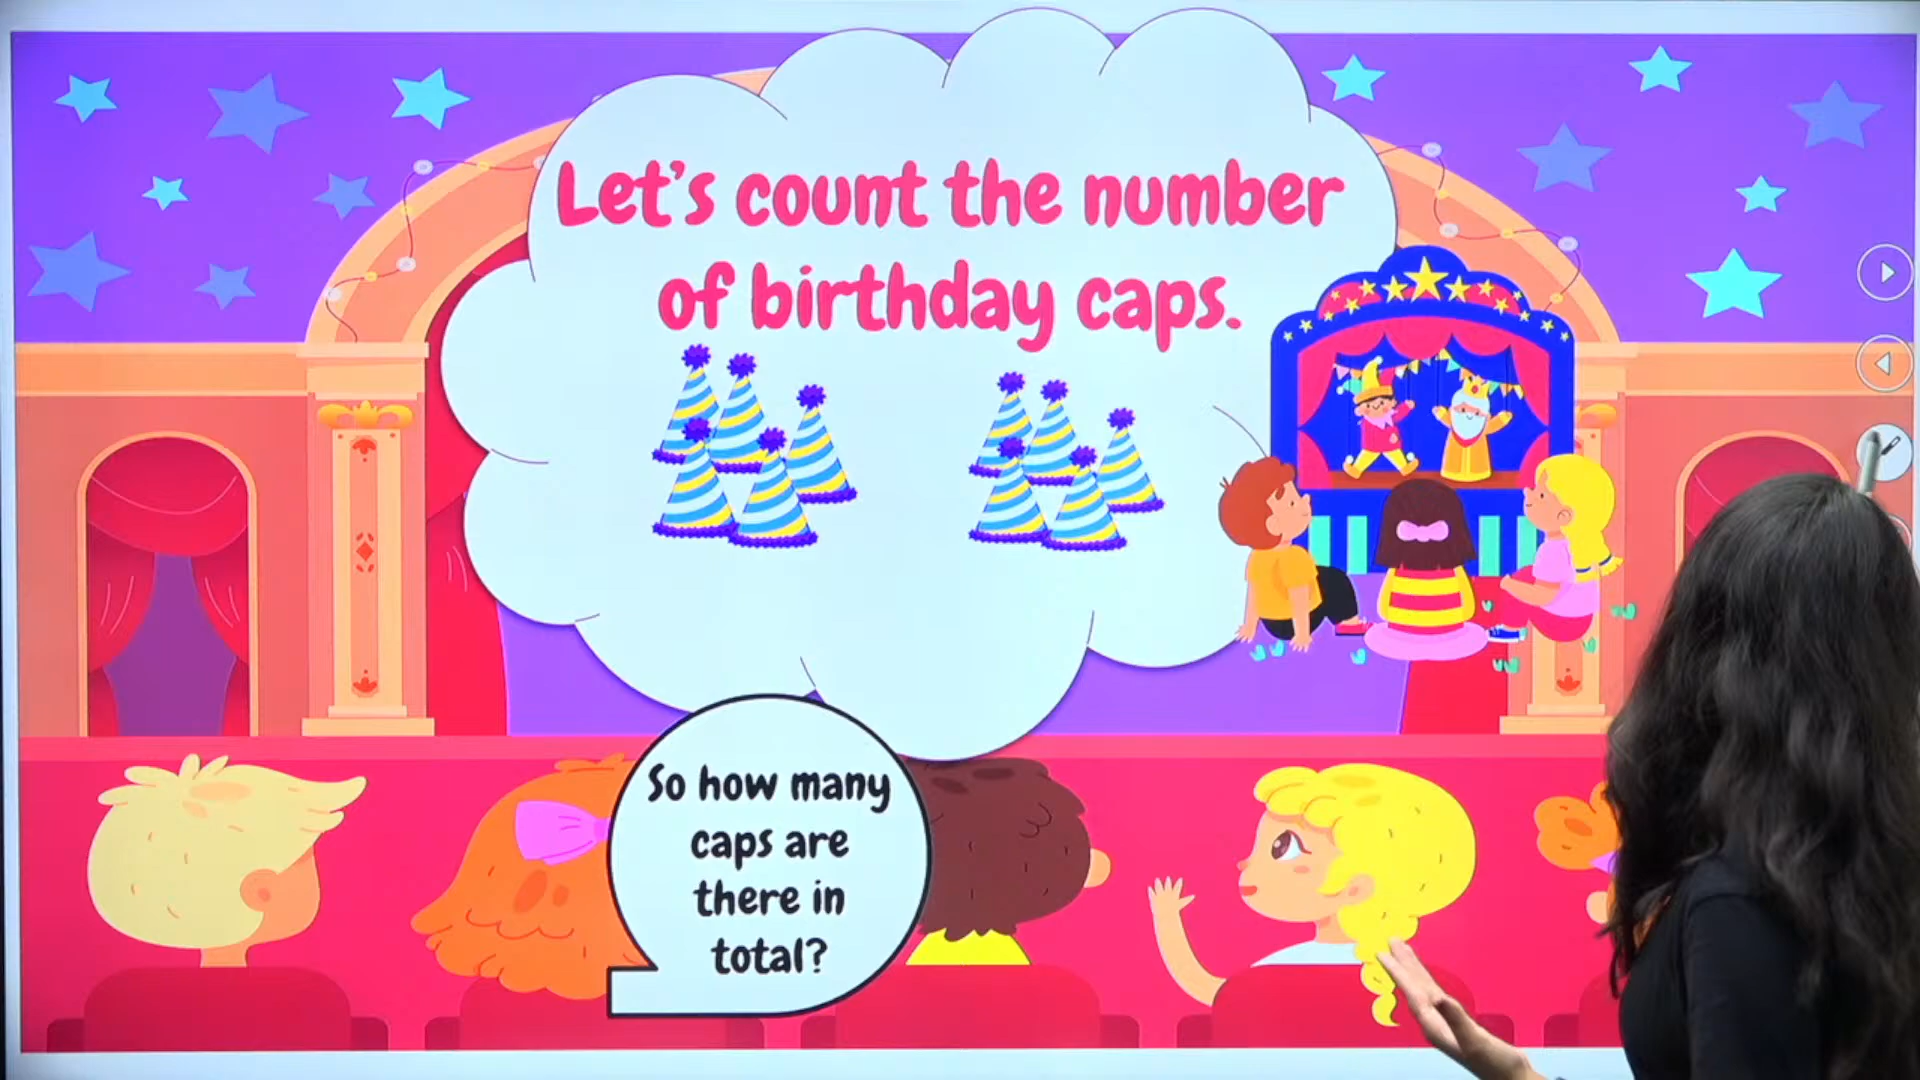 Let's count the number
of birthday caps.
So how many
caps are
there in
total?